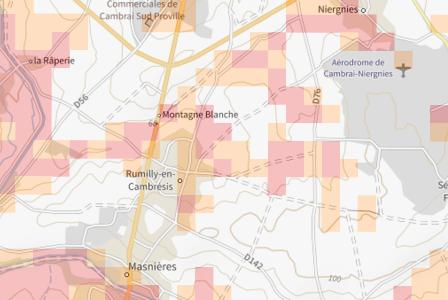 Commerciales de
Cambrai Sud Proville
Niergnies
la Râperie
Aérodrome de
Cambrai-Niergnies
D56
D76
Montagne Blanche
Rumilly-en-
Cambrésis
Masnières
D142
100